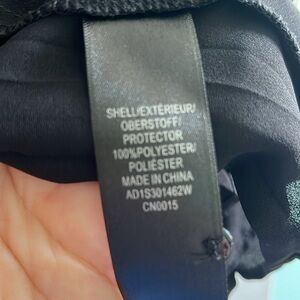 SHELL/EXTÉRIEUR/
OBERSTOFF/
PROTECTOR
100%POLYESTER/
POLIÉSTER
MADE IN CHINA
AD1S301462W
CN0015